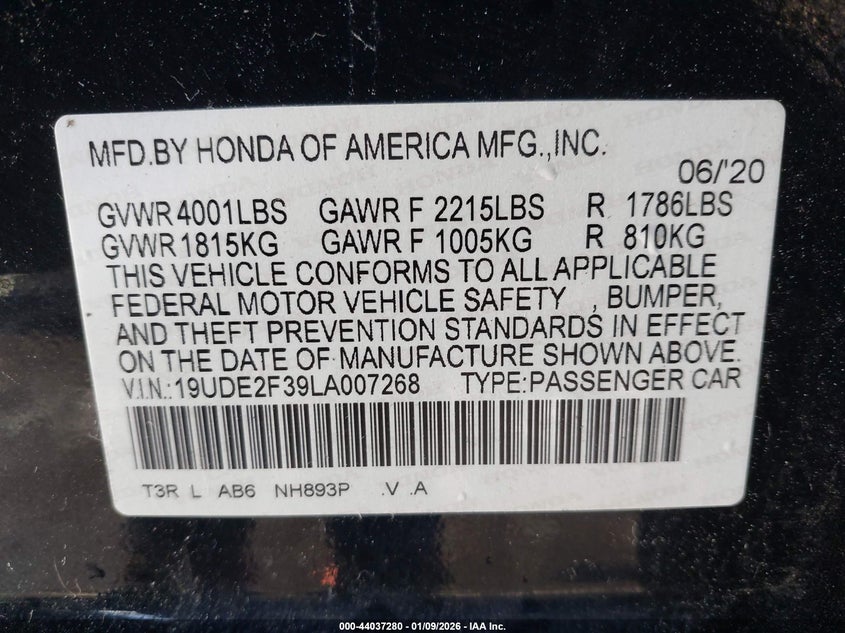 MFD.BY HONDA OF AMERICA MFG.,INC.
06/'20
GVWR 4001LBS GAWR F 2215LBS R 1786LBS
GVWR 1815KG GAWR F 1005KG R 810KG
THIS VEHICLE CONFORMS TO ALL APPLICABLE
FEDERAL MOTOR VEHICLE SAFETY , BUMPER,
AND THEFT PREVENTION STANDARDS IN EFFECT
ON THE DATE OF MANUFACTURE SHOWN ABOVE.
V.I.N.:19UDE2F39LA007268 TYPE:PASSENGER CAR
T3R L AB6 NH893P .V .A
000-44037280 - 01/09/2026 - IAA Inc.